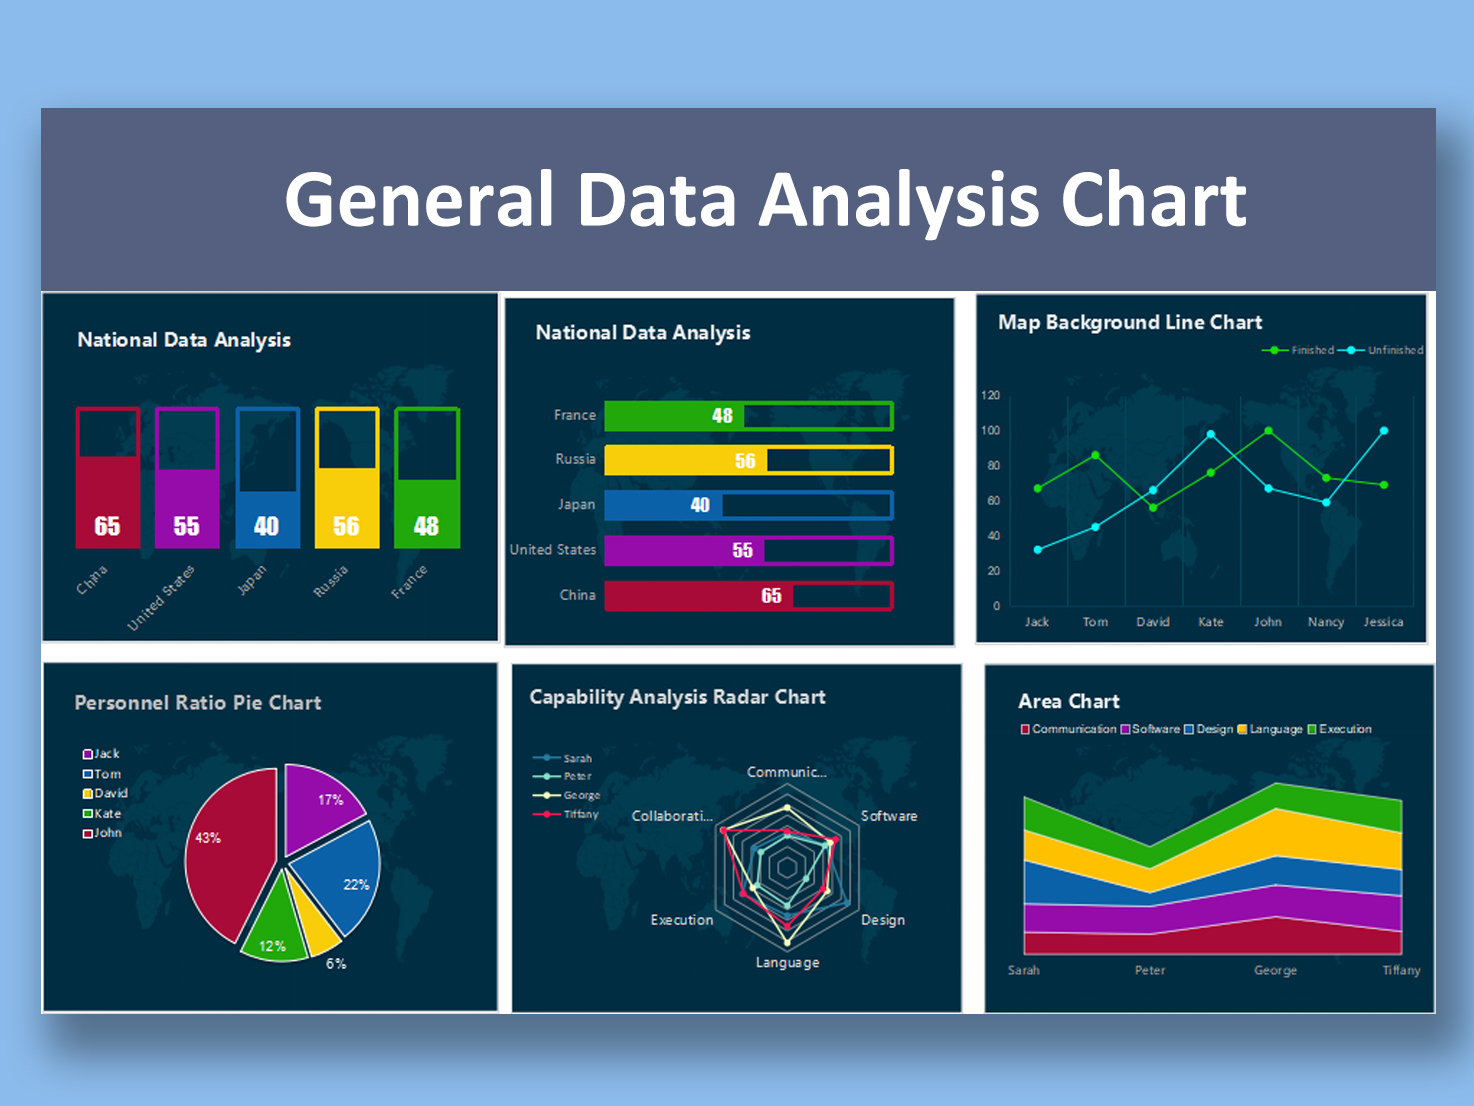 General Data Analysis Chart
National Data Analysis
65 55 40 56 48
China United States Japan Russia France
National Data Analysis
France 48
Russia 56
Japan 40
United States 55
China 65
Map Background Line Chart
Finished Unfinished
120
100
80
60
40
20
0
Jack Tom David Kate John Nancy Jessica
Personnel Ratio Pie Chart
Jack
Tom
David
Kate
John
17%
43%
22%
12%
6%
Capability Analysis Radar Chart
Sarah
Peter
George
Tiffany
Communic...
Collaborati... Software
Execution Design
Language
Area Chart
Communication Software Design Language Execution
Sarah Peter George Tiffany